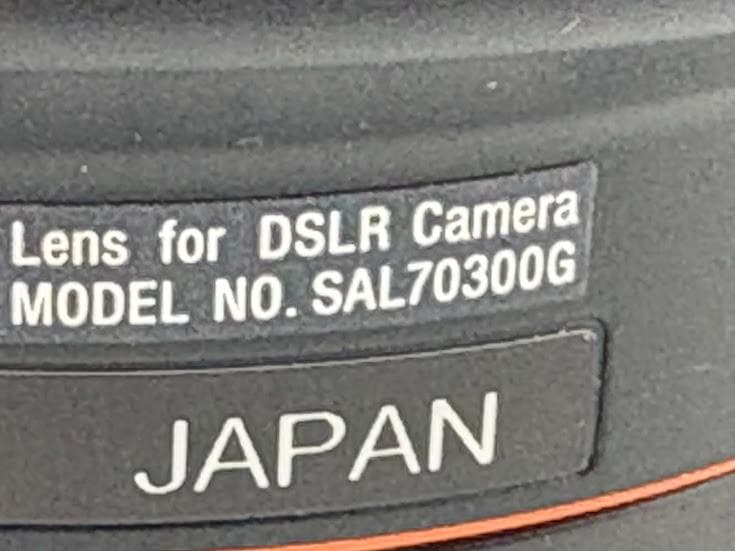 Lens for DSLR Camera
MODEL NO. SAL70300G
JAPAN